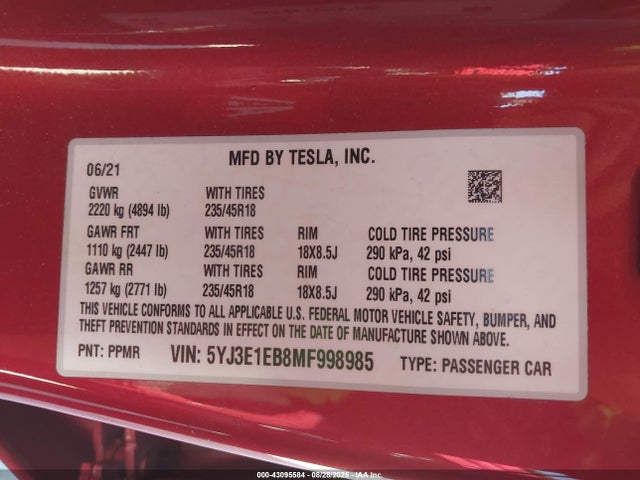 MFD BY TESLA, INC.
06/21
GVWR WITH TIRES
2220 kg (4894 lb) 235/45R18
GAWR FRT WITH TIRES RIM COLD TIRE PRESSURE
1110 kg (2447 lb) 235/45R18 18X8.5J 290 kPa, 42 psi
GAWR RR WITH TIRES RIM COLD TIRE PRESSURE
1257 kg (2771 lb) 235/45R18 18X8.5J 290 kPa, 42 psi
THIS VEHICLE CONFORMS TO ALL APPLICABLE U.S. FEDERAL MOTOR VEHICLE SAFETY, BUMPER, AND
THEFT PREVENTION STANDARDS IN EFFECT ON THE DATE OF MANUFACTURE SHOWN ABOVE.
PNT: PPMR VIN: 5YJ3E1EB8MF998985 TYPE: PASSENGER CAR
000-43095584 - 08/28/2025 - IAA Inc.